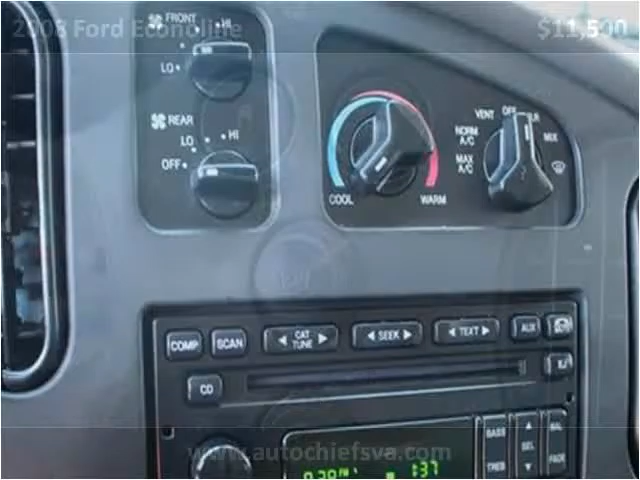 2008 Ford Econoline $11,500
FRONT
HI
LO
REAR
LO HI
OFF
COOL WARM
VENT OFF FLR
NORM A/C MIX
MAX A/C
COMP SCAN CAT TUNE SEEK TEXT AUX
CD
BASS SEL BAL
TREB FADE
:37
www.autochiefsva.com